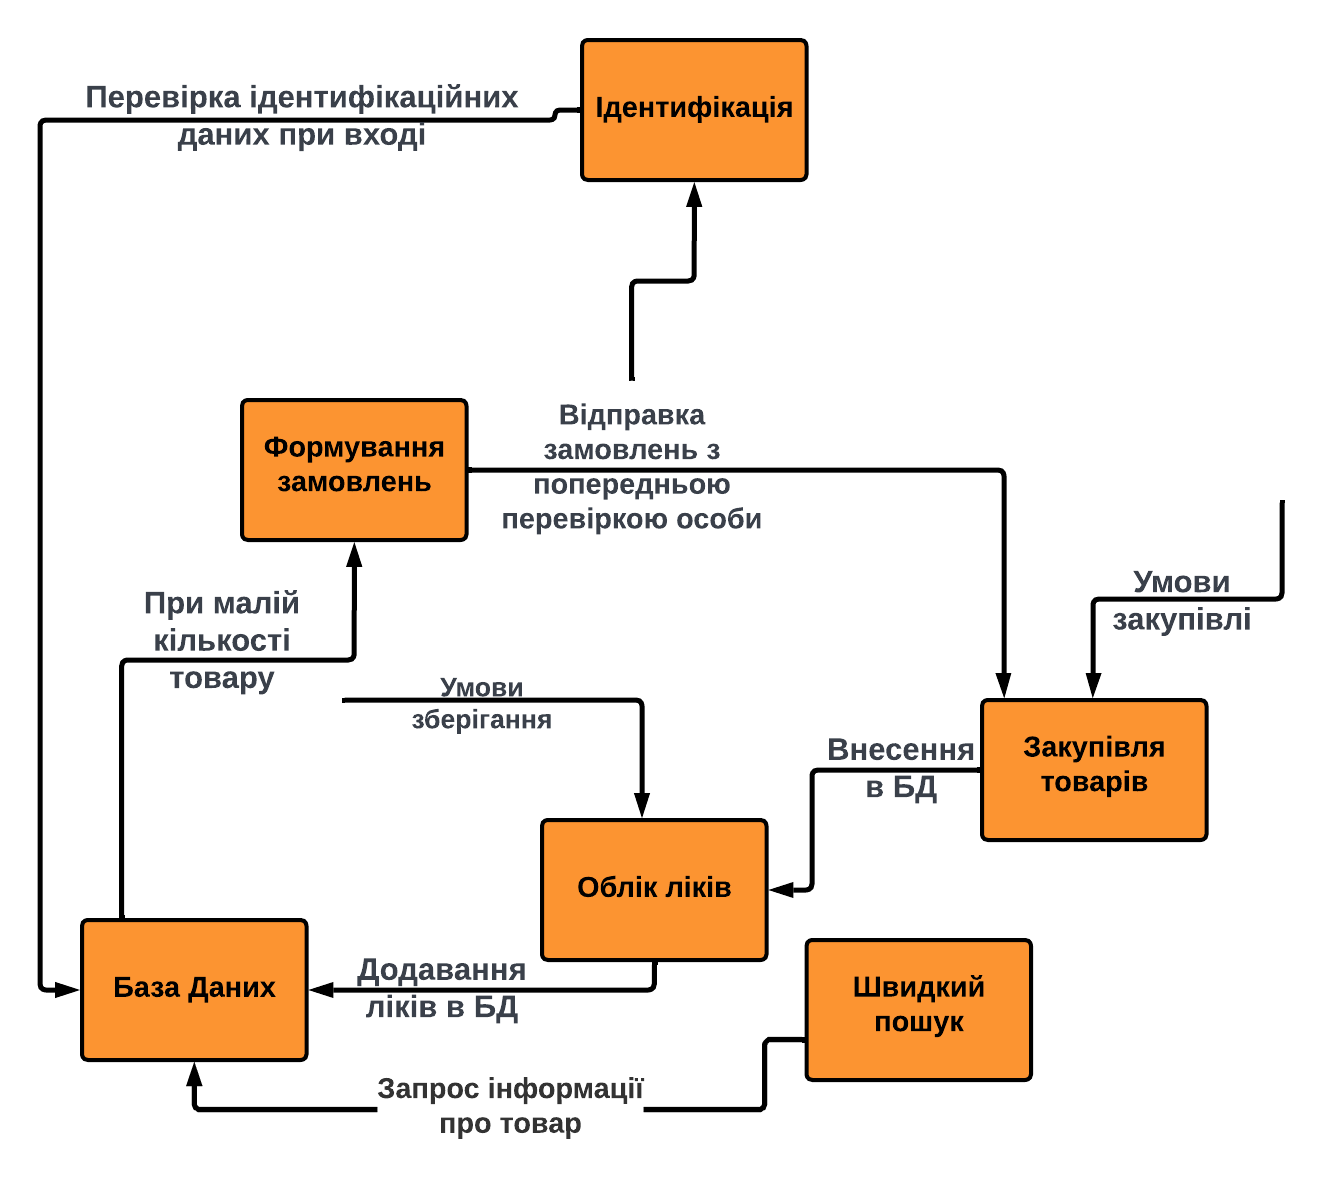 Перевірка ідентифікаційних
даних при вході
Ідентифікація
Формування
замовлень
Відправка
замовлень з
попередньою
перевіркою особи
Умови
закупівлі
При малій
кількості
товару
Умови
зберігання
Внесення
в БД
Закупівля
товарів
Облік ліків
База Даних
Додавання
ліків в БД
Швидкий
пошук
Запрос інформації
про товар